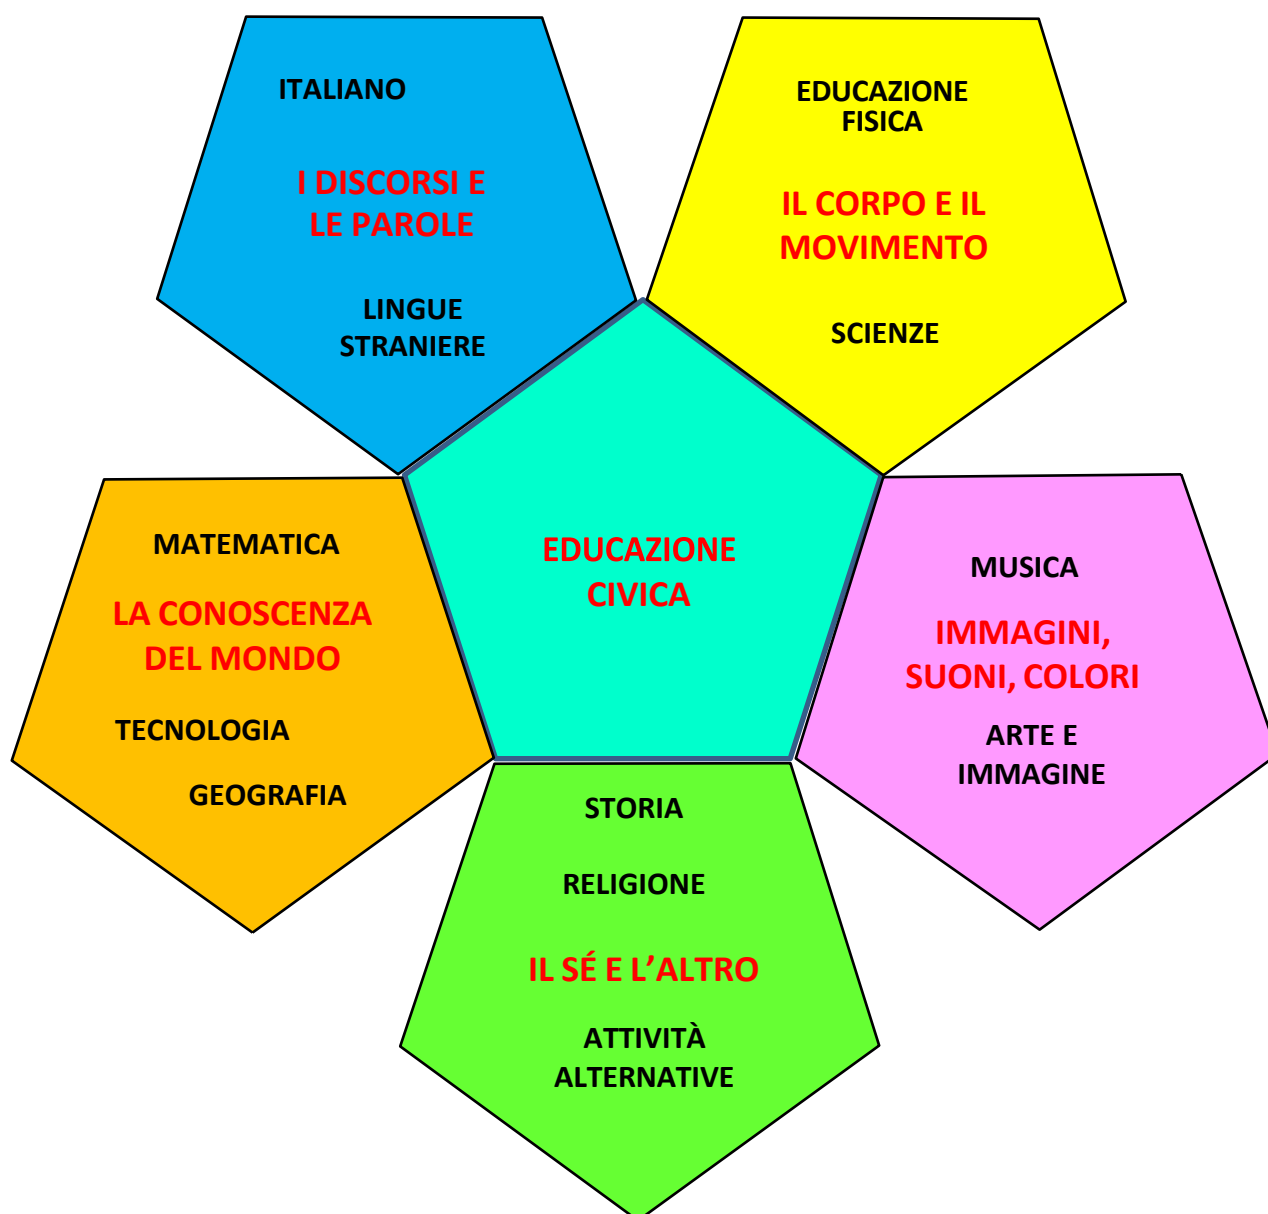 ITALIANO
I DISCORSI E
LE PAROLE
LINGUE
STRANIERE
EDUCAZIONE
FISICA
IL CORPO E IL
MOVIMENTO
SCIENZE
MATEMATICA
LA CONOSCENZA
DEL MONDO
TECNOLOGIA
GEOGRAFIA
EDUCAZIONE
CIVICA
MUSICA
IMMAGINI,
SUONI, COLORI
ARTE E
IMMAGINE
STORIA
RELIGIONE
IL SÉ E L’ALTRO
ATTIVITÀ
ALTERNATIVE